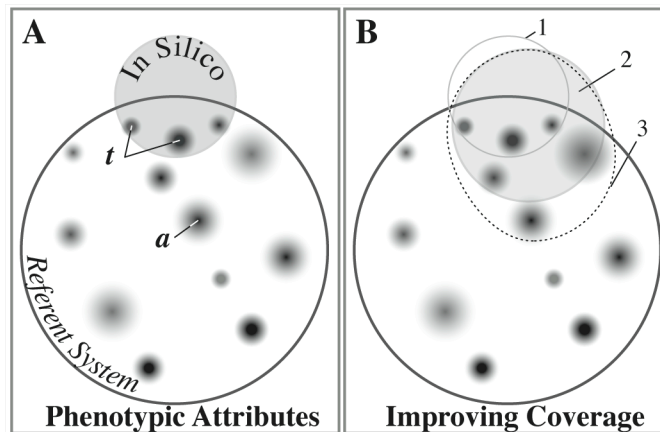 A
In Silico
t
a
Referent System
Phenotypic Attributes
B
1
2
3
Improving Coverage